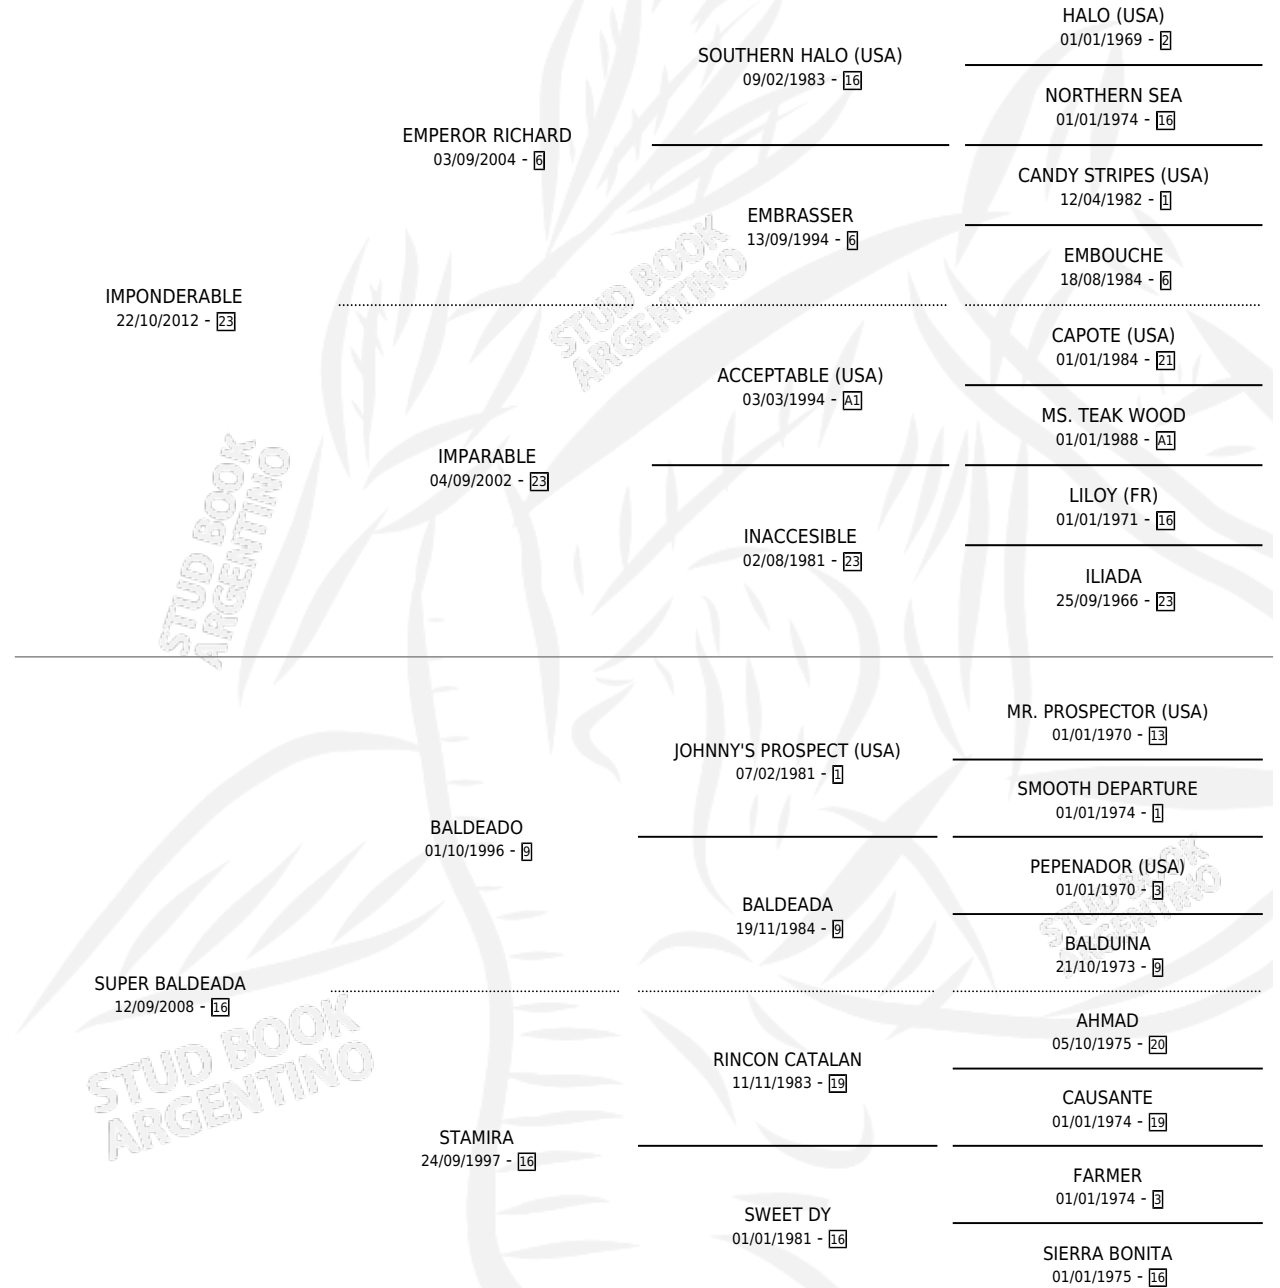 HALO (USA)
01/01/1969 - 2
SOUTHERN HALO (USA)
09/02/1983 - 16
NORTHERN SEA
01/01/1974 - 16
EMPEROR RICHARD
03/09/2004 - 6
CANDY STRIPES (USA)
12/04/1982 - 1
EMBRASSER
13/09/1994 - 6
EMBOUCHE
18/08/1984 - 6
IMPONDERABLE
22/10/2012 - 23
STUD BOOK
ARGENTINO
CAPOTE (USA)
01/01/1984 - 21
ACCEPTABLE (USA)
03/03/1994 - A1
MS. TEAK WOOD
01/01/1988 - A1
IMPARABLE
04/09/2002 - 23
LILOY (FR)
01/01/1971 - 16
INACCESIBLE
02/08/1981 - 23
ILIADA
25/09/1966 - 23
STUD BOOK
ARGENTINO
MR. PROSPECTOR (USA)
01/01/1970 - 13
JOHNNY'S PROSPECT (USA)
07/02/1981 - 1
SMOOTH DEPARTURE
01/01/1974 - 1
BALDEADO
01/10/1996 - 9
PEPENADOR (USA)
01/01/1970 - 3
BALDEADA
19/11/1984 - 9
BALDUINA
21/10/1973 - 9
STUD BOOK
ARGENTINO
SUPER BALDEADA
12/09/2008 - 16
AHMAD
05/10/1975 - 20
RINCON CATALAN
11/11/1983 - 19
CAUSANTE
01/01/1974 - 19
STUD BOOK
ARGENTINO
STAMIRA
24/09/1997 - 16
FARMER
01/01/1974 - 3
SWEET DY
01/01/1981 - 16
SIERRA BONITA
01/01/1975 - 16